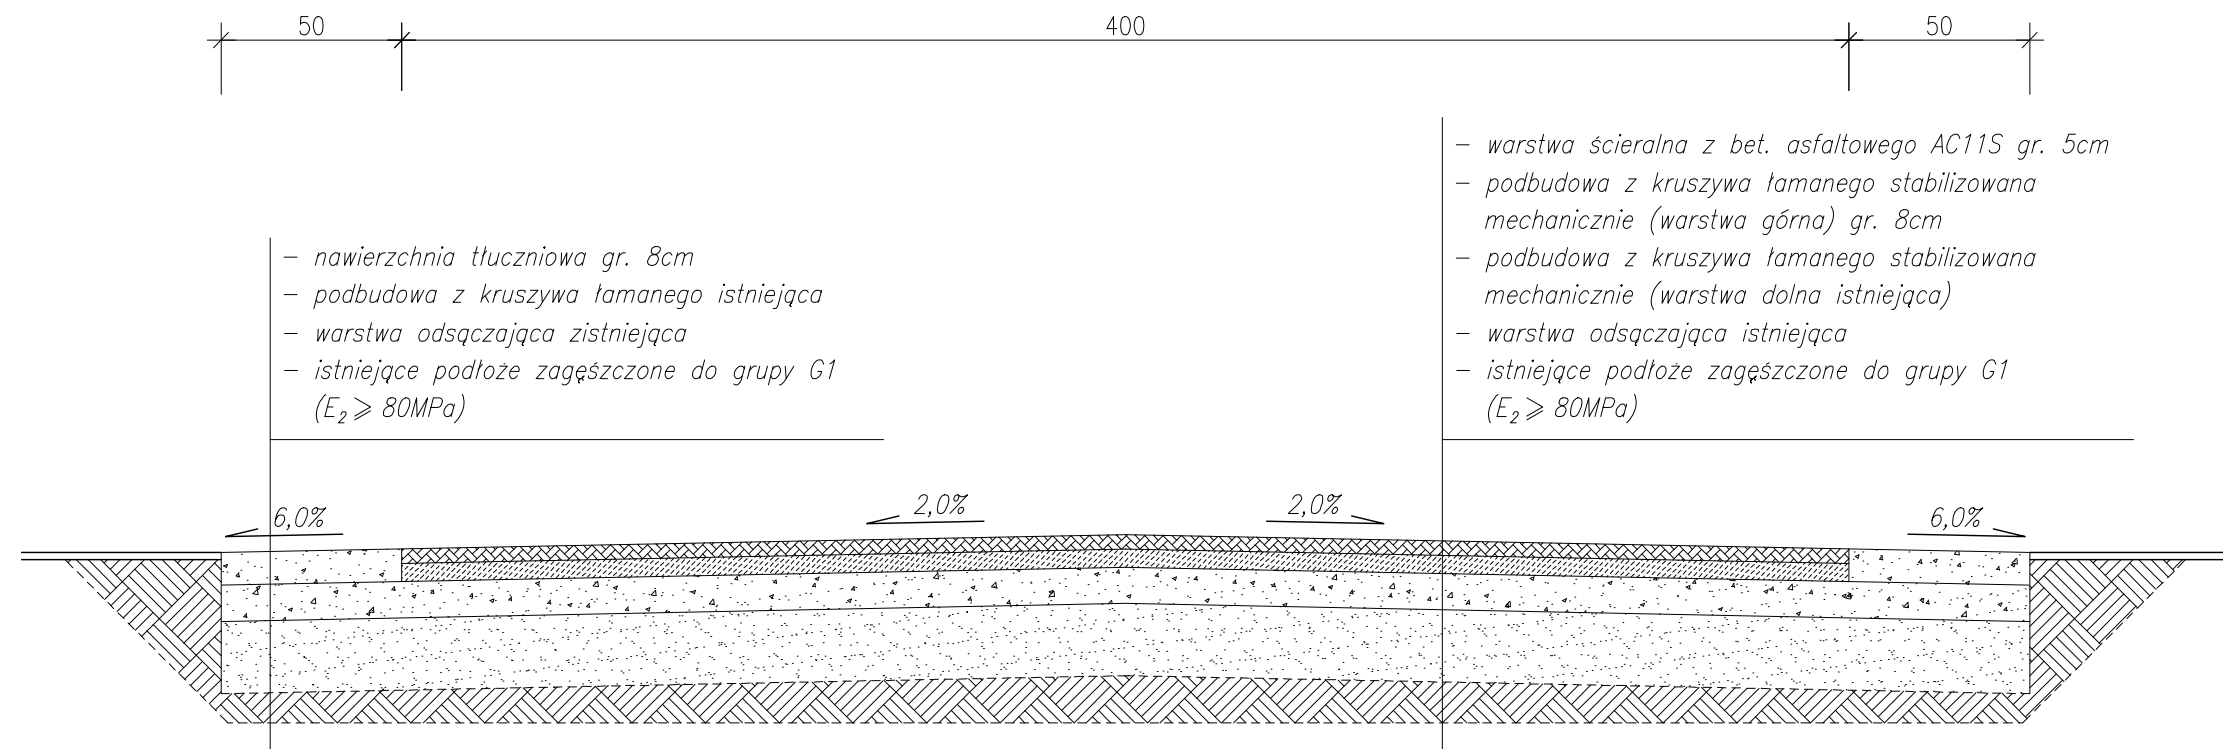 50
400
50
– nawierzchnia tłuczniowa gr. 8cm
– podbudowa z kruszywa łamanego istniejąca
– warstwa odsączająca zistniejąca
– istniejące podłoże zagęśzczone do grupy G1
(E₂ ⩾ 80MPa)
– warstwa ścieralna z bet. asfaltowego AC11S gr. 5cm
– podbudowa z kruszywa łamanego stabilizowana
mechanicznie (warstwa górna) gr. 8cm
– podbudowa z kruszywa łamanego stabilizowana
mechanicznie (warstwa dolna istniejąca)
– warstwa odsączająca istniejąca
– istniejące podłoże zagęśzczone do grupy G1
(E₂ ⩾ 80MPa)
6,0%
2,0%
2,0%
6,0%